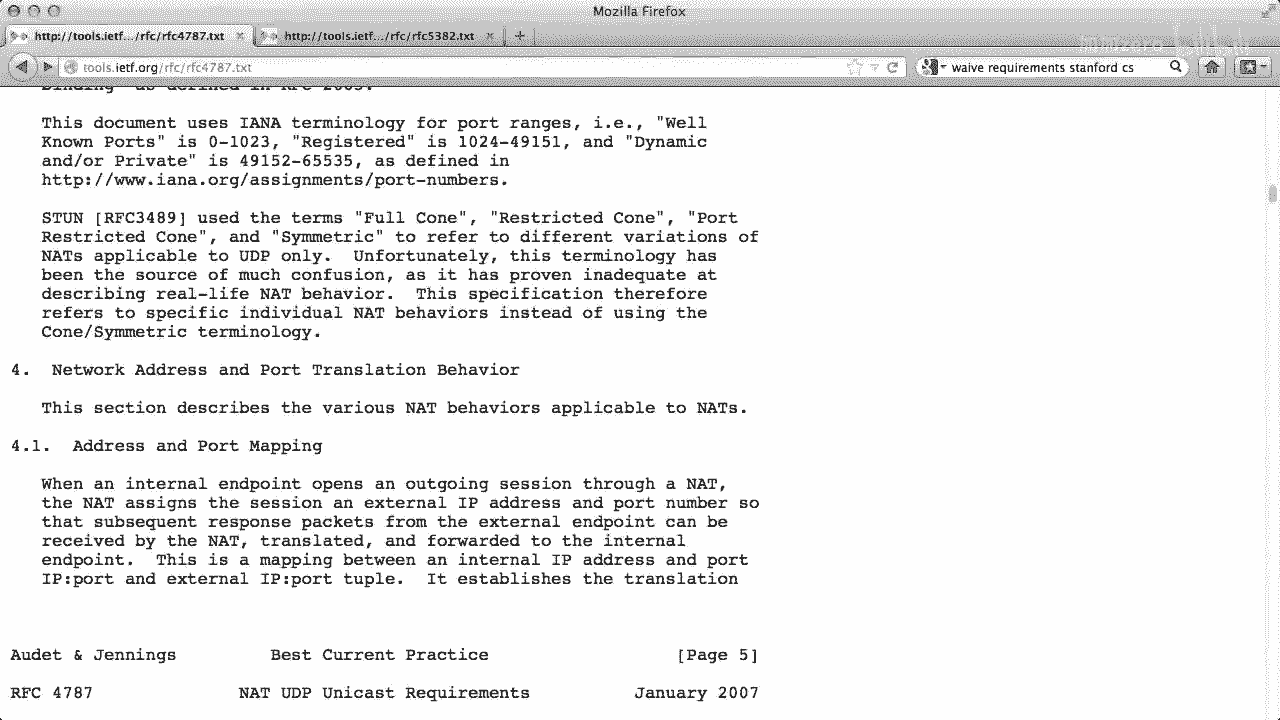 Mozilla Firefox
http://tools.ietf.../rfc/rfc4787.txt
http://tools.ietf.../rfc/rfc5382.txt
tools.ietf.org/rfc/rfc4787.txt
waive requirements stanford cs
Binding" as defined in RFC 2663.
This document uses IANA terminology for port ranges, i.e., "Well
Known Ports" is 0-1023, "Registered" is 1024-49151, and "Dynamic
and/or Private" is 49152-65535, as defined in
http://www.iana.org/assignments/port-numbers.
STUN [RFC3489] used the terms "Full Cone", "Restricted Cone", "Port
Restricted Cone", and "Symmetric" to refer to different variations of
NATs applicable to UDP only.  Unfortunately, this terminology has
been the source of much confusion, as it has proven inadequate at
describing real-life NAT behavior.  This specification therefore
refers to specific individual NAT behaviors instead of using the
Cone/Symmetric terminology.
4.  Network Address and Port Translation Behavior
This section describes the various NAT behaviors applicable to NATs.
4.1.  Address and Port Mapping
When an internal endpoint opens an outgoing session through a NAT,
the NAT assigns the session an external IP address and port number so
that subsequent response packets from the external endpoint can be
received by the NAT, translated, and forwarded to the internal
endpoint.  This is a mapping between an internal IP address and port
IP:port and external IP:port tuple.  It establishes the translation
Audet & Jennings Best Current Practice [Page 5]
RFC 4787 NAT UDP Unicast Requirements January 2007